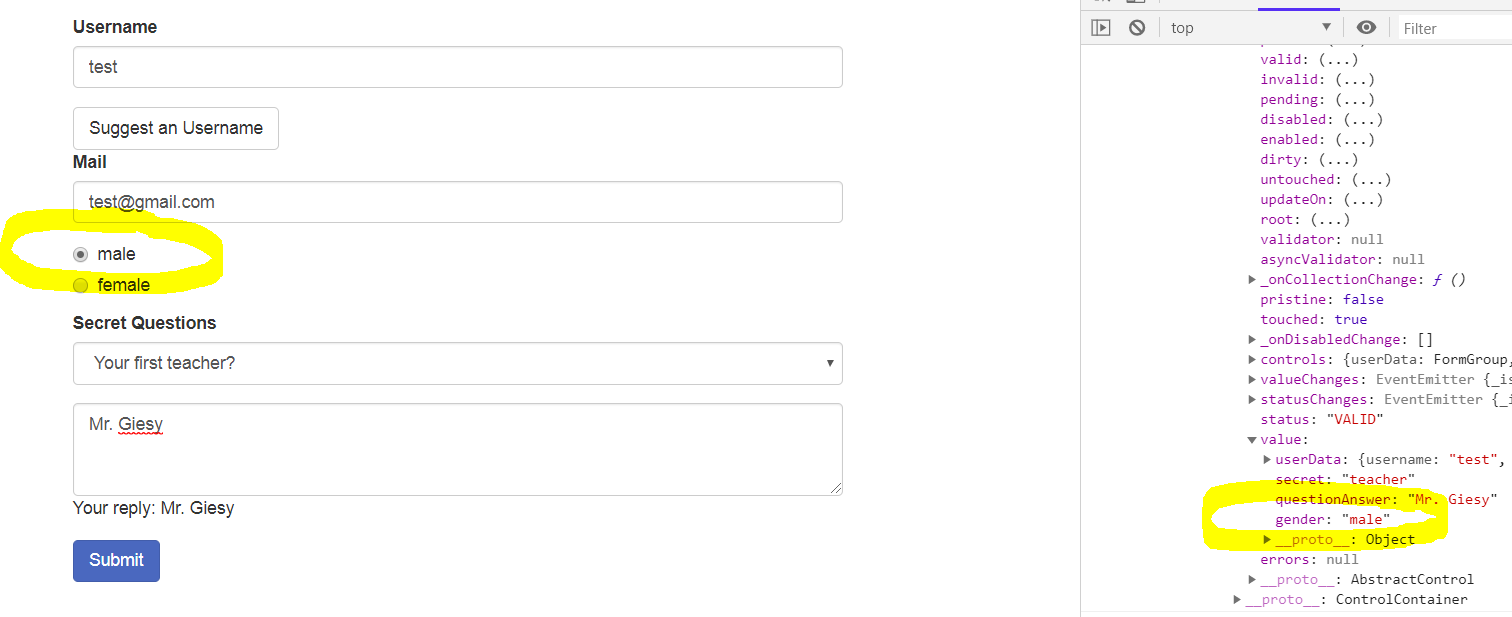 Username
test
Suggest an Username
Mail
test@gmail.com
male
female
Secret Questions
Your first teacher?
Mr. Giesy
Your reply: Mr. Giesy
Submit
top
Filter
valid: (...)
invalid: (...)
pending: (...)
disabled: (...)
enabled: (...)
dirty: (...)
untouched: (...)
updateOn: (...)
root: (...)
validator: null
asyncValidator: null
_onCollectionChange: ƒ ()
pristine: false
touched: true
_onDisabledChange: []
controls: {userData: FormGroup,
valueChanges: EventEmitter {_is
statusChanges: EventEmitter {_i
status: "VALID"
value:
userData: {username: "test",
secret: "teacher"
questionAnswer: "Mr. Giesy"
gender: "male"
__proto__: Object
errors: null
__proto__: AbstractControl
__proto__: ControlContainer